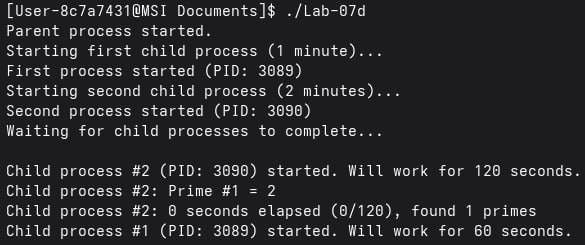 [User-8c7a7431@MSI Documents]$ ./Lab-07d
Parent process started.
Starting first child process (1 minute)...
First process started (PID: 3089)
Starting second child process (2 minutes)...
Second process started (PID: 3090)
Waiting for child processes to complete...
Child process #2 (PID: 3090) started. Will work for 120 seconds.
Child process #2: Prime #1 = 2
Child process #2: 0 seconds elapsed (0/120), found 1 primes
Child process #1 (PID: 3089) started. Will work for 60 seconds.